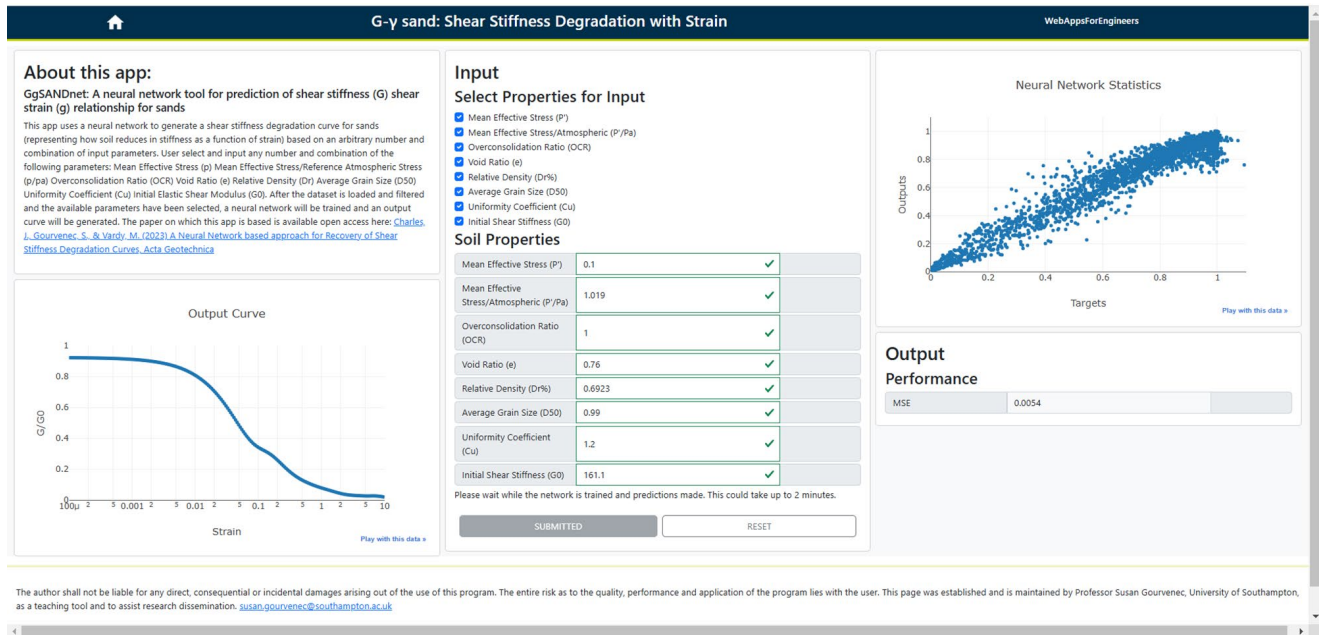 G-γ sand: Shear Stiffness Degradation with Strain
WebAppsForEngineers
About this app:
GgSANDnet: A neural network tool for prediction of shear stiffness (G) shear
strain (g) relationship for sands
This app uses a neural network to generate a shear stiffness degradation curve for sands
(representing how soil reduces in stiffness as a function of strain) based on an arbitrary number and
combination of input parameters. User select and input any number and combination of the
following parameters: Mean Effective Stress (p) Mean Effective Stress/Reference Atmospheric Stress
(p/pa) Overconsolidation Ratio (OCR) Void Ratio (e) Relative Density (Dr) Average Grain Size (D50)
Uniformity Coefficient (Cu) Initial Elastic Shear Modulus (G0). After the dataset is loaded and filtered
and the available parameters have been selected, a neural network will be trained and an output
curve will be generated. The paper on which this app is based is available open access here: Charles,
J., Gourvenec, S., & Vardy, M. (2023) A Neural Network based approach for Recovery of Shear
Stiffness Degradation Curves, Acta Geotechnica
Output Curve
1
0.8
0.6
0.4
0.2
0
G/G0
100μ 2 5 0.001 2 5 0.01 2 5 0.1 2 5 1 2 5 10
Strain
Play with this data »
Input
Select Properties for Input
Mean Effective Stress (P')
Mean Effective Stress/Atmospheric (P'/Pa)
Overconsolidation Ratio (OCR)
Void Ratio (e)
Relative Density (Dr%)
Average Grain Size (D50)
Uniformity Coefficient (Cu)
Initial Shear Stiffness (G0)
Soil Properties
Mean Effective Stress (P') 0.1
Mean Effective
Stress/Atmospheric (P'/Pa) 1.019
Overconsolidation Ratio
(OCR) 1
Void Ratio (e) 0.76
Relative Density (Dr%) 0.6923
Average Grain Size (D50) 0.99
Uniformity Coefficient
(Cu) 1.2
Initial Shear Stiffness (G0) 161.1
Please wait while the network is trained and predictions made. This could take up to 2 minutes.
SUBMITTED RESET
Neural Network Statistics
1
0.8
0.6
0.4
0.2
0
Outputs
0 0.2 0.4 0.6 0.8 1
Targets
Play with this data »
Output
Performance
MSE 0.0054
The author shall not be liable for any direct, consequential or incidental damages arising out of the use of this program. The entire risk as to the quality, performance and application of the program lies with the user. This page was established and is maintained by Professor Susan Gourvenec, University of Southampton,
as a teaching tool and to assist research dissemination. susan.gourvenec@southampton.ac.uk